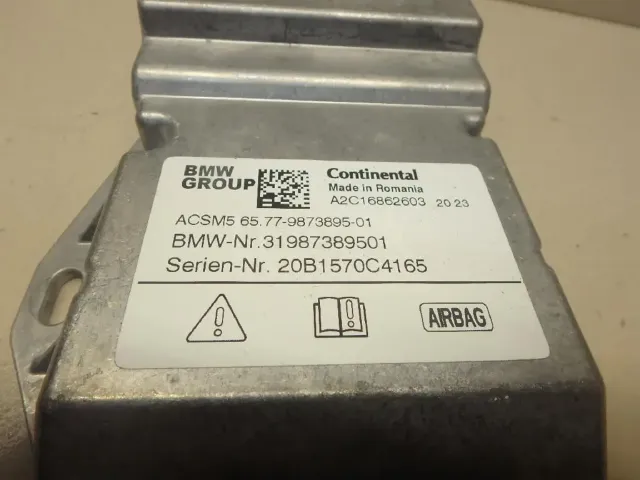 BMW
GROUP
Continental
Made in Romania
A2C16862603 20 23
ACSM5 65.77-9873895-01
BMW-Nr.31987389501
Serien-Nr. 20B1570C4165
AIRBAG